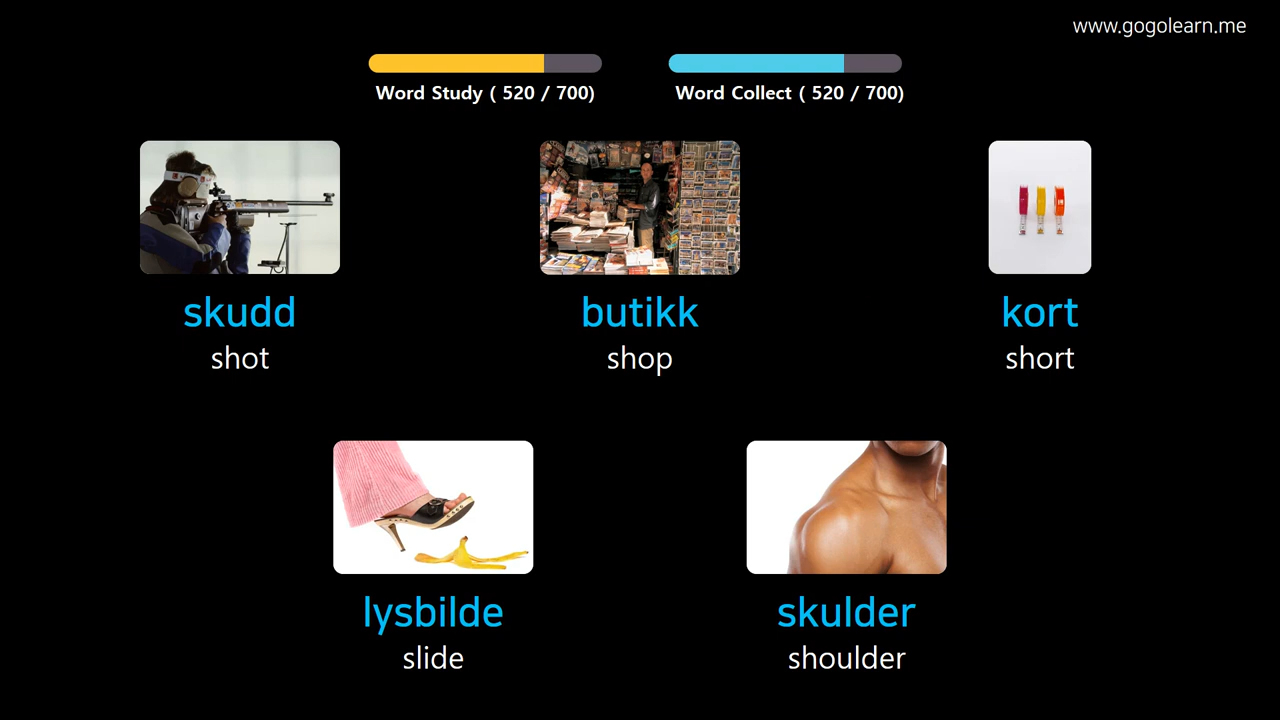 www.gogolearn.me
Word Study ( 520 / 700)
Word Collect ( 520 / 700)
skudd
shot
butikk
shop
kort
short
lysbilde
slide
skulder
shoulder